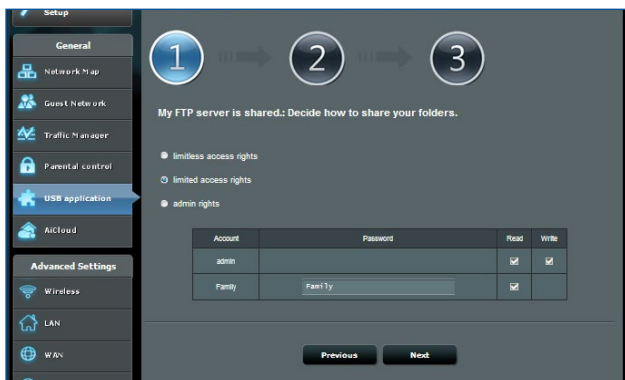 Setup
General
Network Map
Guest Network
Traffic Manager
Parental control
USB application
AiCloud
Advanced Settings
Wireless
LAN
WAN
1 2 3
My FTP server is shared.: Decide how to share your folders.
limitless access rights
limited access rights
admin rights
Account Password Read Write
admin
Family Family
Previous Next